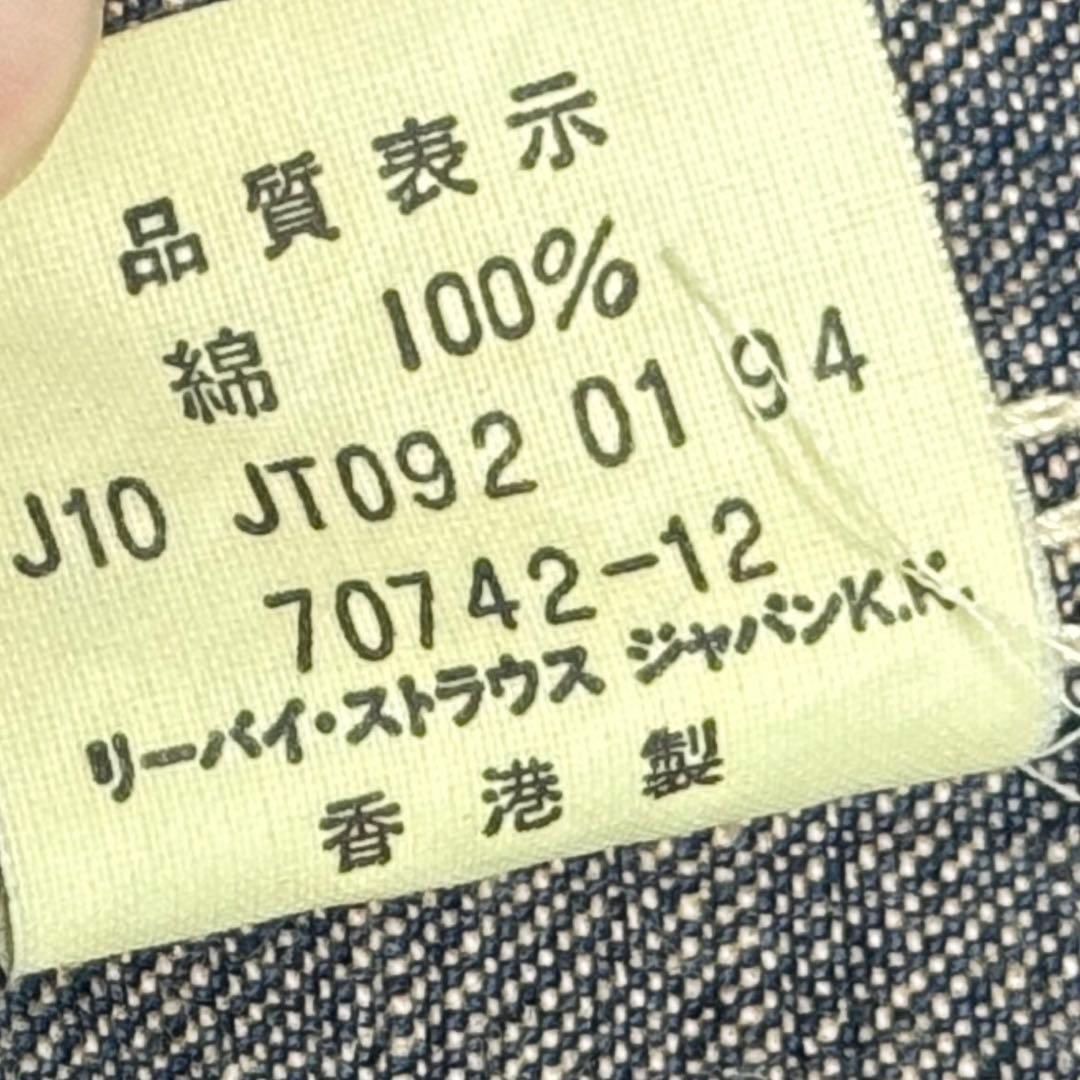 品質表示
綿 100%
J10 JT092 01 94
70742-12
リーバイ・ストラウス ジャパンK.K.
香港製